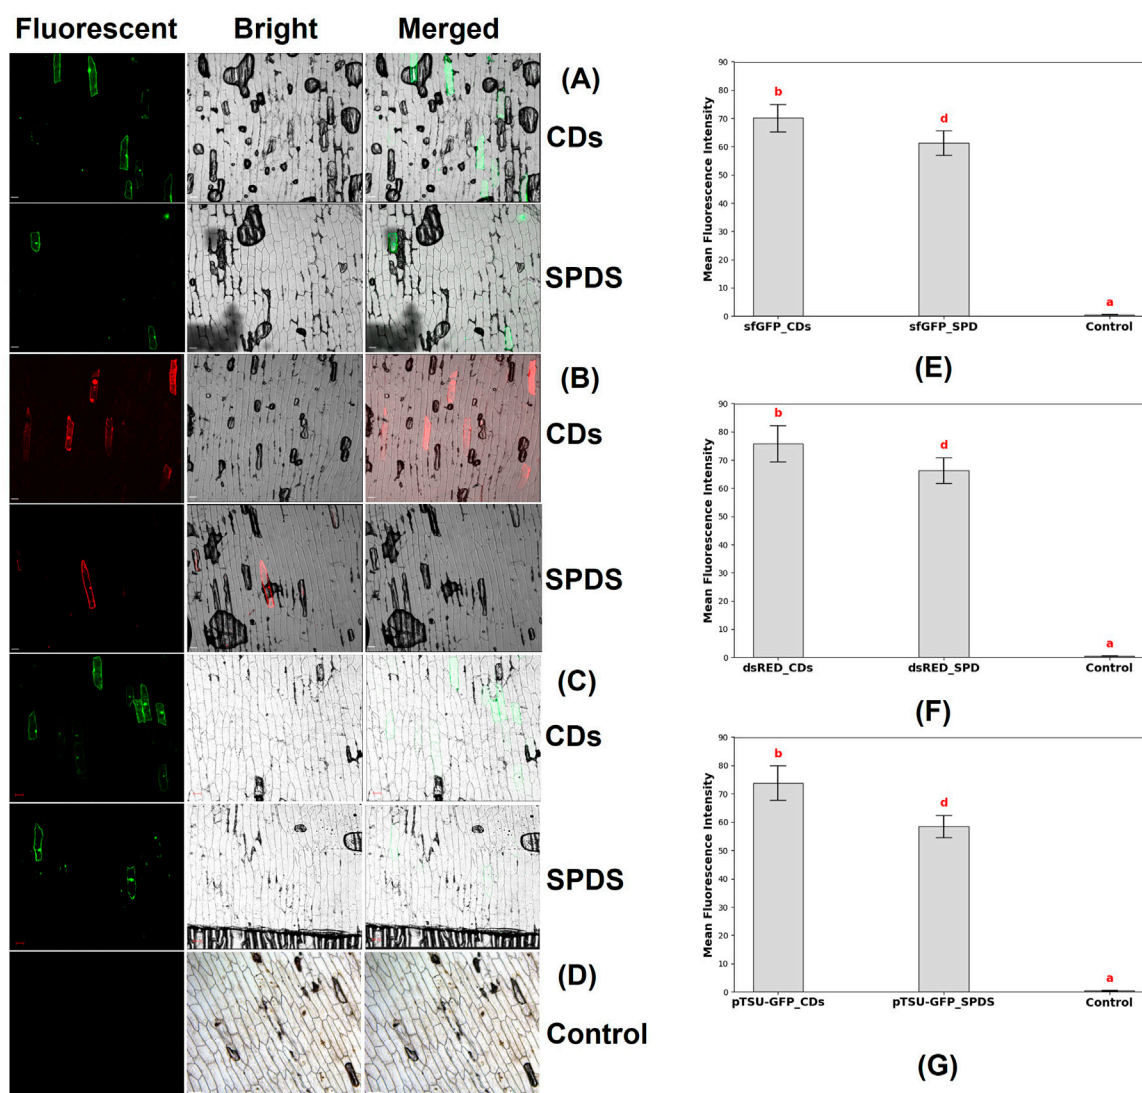 Fluorescent Bright Merged
(A)
CDs
SPDS
(B)
CDs
SPDS
(C)
CDs
SPDS
(D)
Control
Mean Fluorescence Intensity
90
80
70
60
50
40
30
20
10
0
b
d
a
sfGFP_CDs sfGFP_SPD Control
(E)
Mean Fluorescence Intensity
90
80
70
60
50
40
30
20
10
0
b
d
a
dsRED_CDs dsRED_SPD Control
(F)
Mean Fluorescence Intensity
90
80
70
60
50
40
30
20
10
0
b
d
a
pTSU-GFP_CDs pTSU-GFP_SPDS Control
(G)